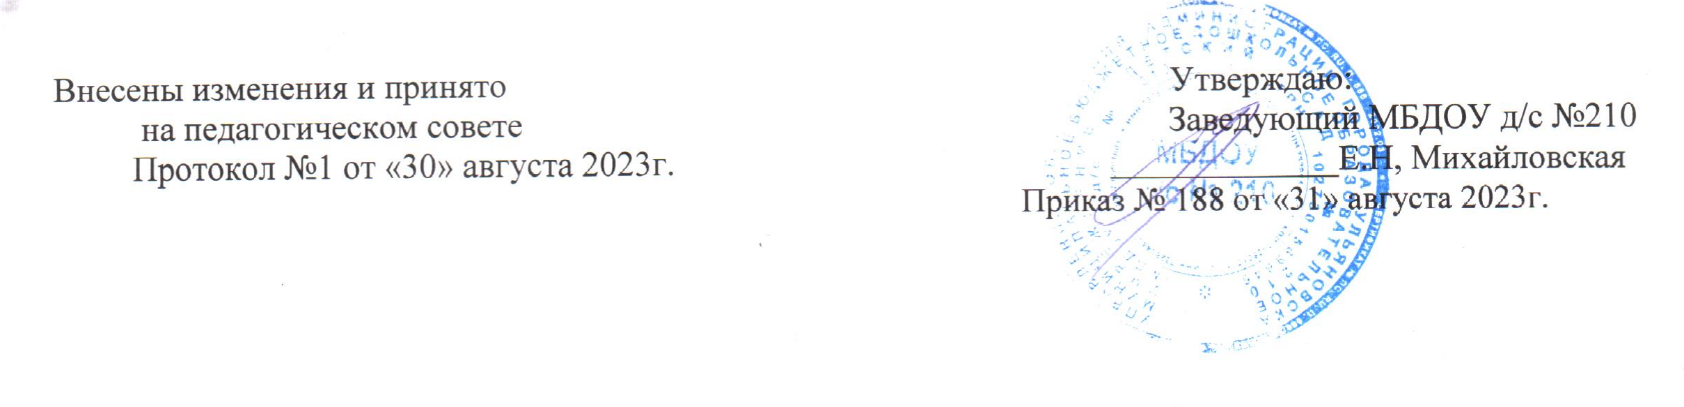 Внесены изменения и принято
на педагогическом совете
Протокол №1 от «30» августа 2023г.
Утверждаю:
Заведующий МБДОУ д/с №210
Е.Н, Михайловская
Приказ № 188 от «31» августа 2023г.
МБДОУ